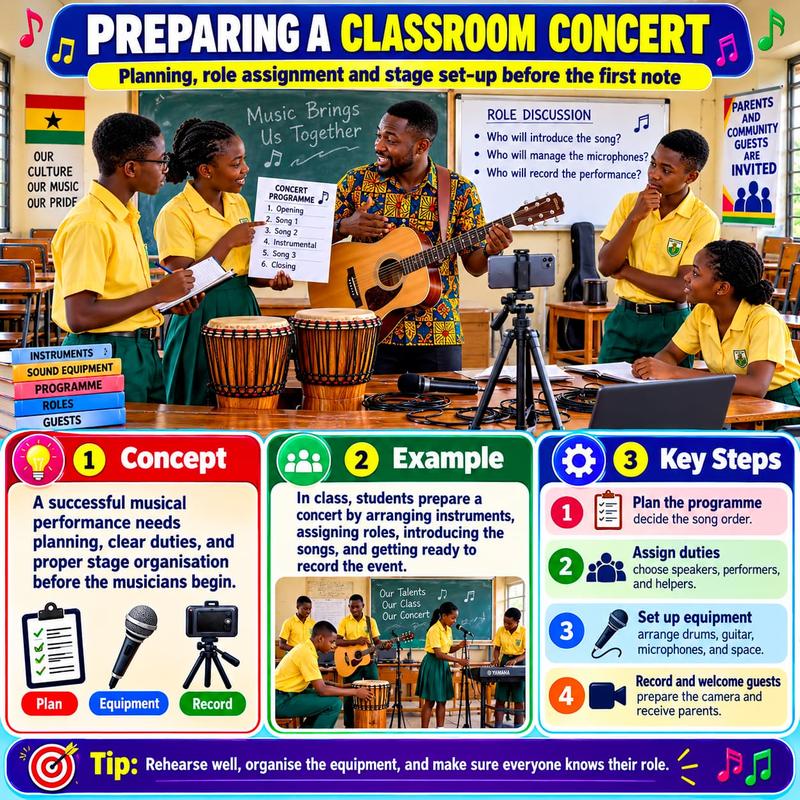 PREPARING A CLASSROOM CONCERT
Planning, role assignment and stage set-up before the first note
OUR
CULTURE
OUR MUSIC
OUR PRIDE
Music Brings
Us Together
CONCERT
PROGRAMME
1. Opening
2. Song 1
3. Song 2
4. Instrumental
5. Song 3
6. Closing
ROLE DISCUSSION
• Who will introduce the song?
• Who will manage the microphones?
• Who will record the performance?
PARENTS
AND
COMMUNITY
GUESTS
ARE
INVITED
INSTRUMENTS
SOUND EQUIPMENT
PROGRAMME
ROLES
GUESTS
1 Concept
A successful musical
performance needs
planning, clear duties, and
proper stage organisation
before the musicians begin.
Plan
Equipment
Record
2 Example
In class, students prepare a
concert by arranging instruments,
assigning roles, introducing the
songs, and getting ready to
record the event.
Our Talents
Our Class
Our Concert
YAMAHA
3 Key Steps
1 Plan the programme
decide the song order.
2 Assign duties
choose speakers, performers,
and helpers.
3 Set up equipment
arrange drums, guitar,
microphones, and space.
4 Record and welcome guests
prepare the camera and
receive parents.
Tip: Rehearse well, organise the equipment, and make sure everyone knows their role.